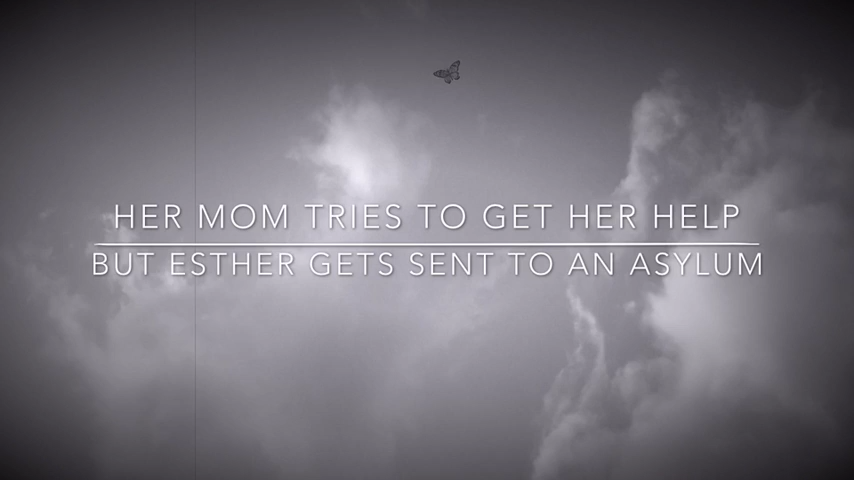 HER MOM TRIES TO GET HER HELP
BUT ESTHER GETS SENT TO AN ASYLUM